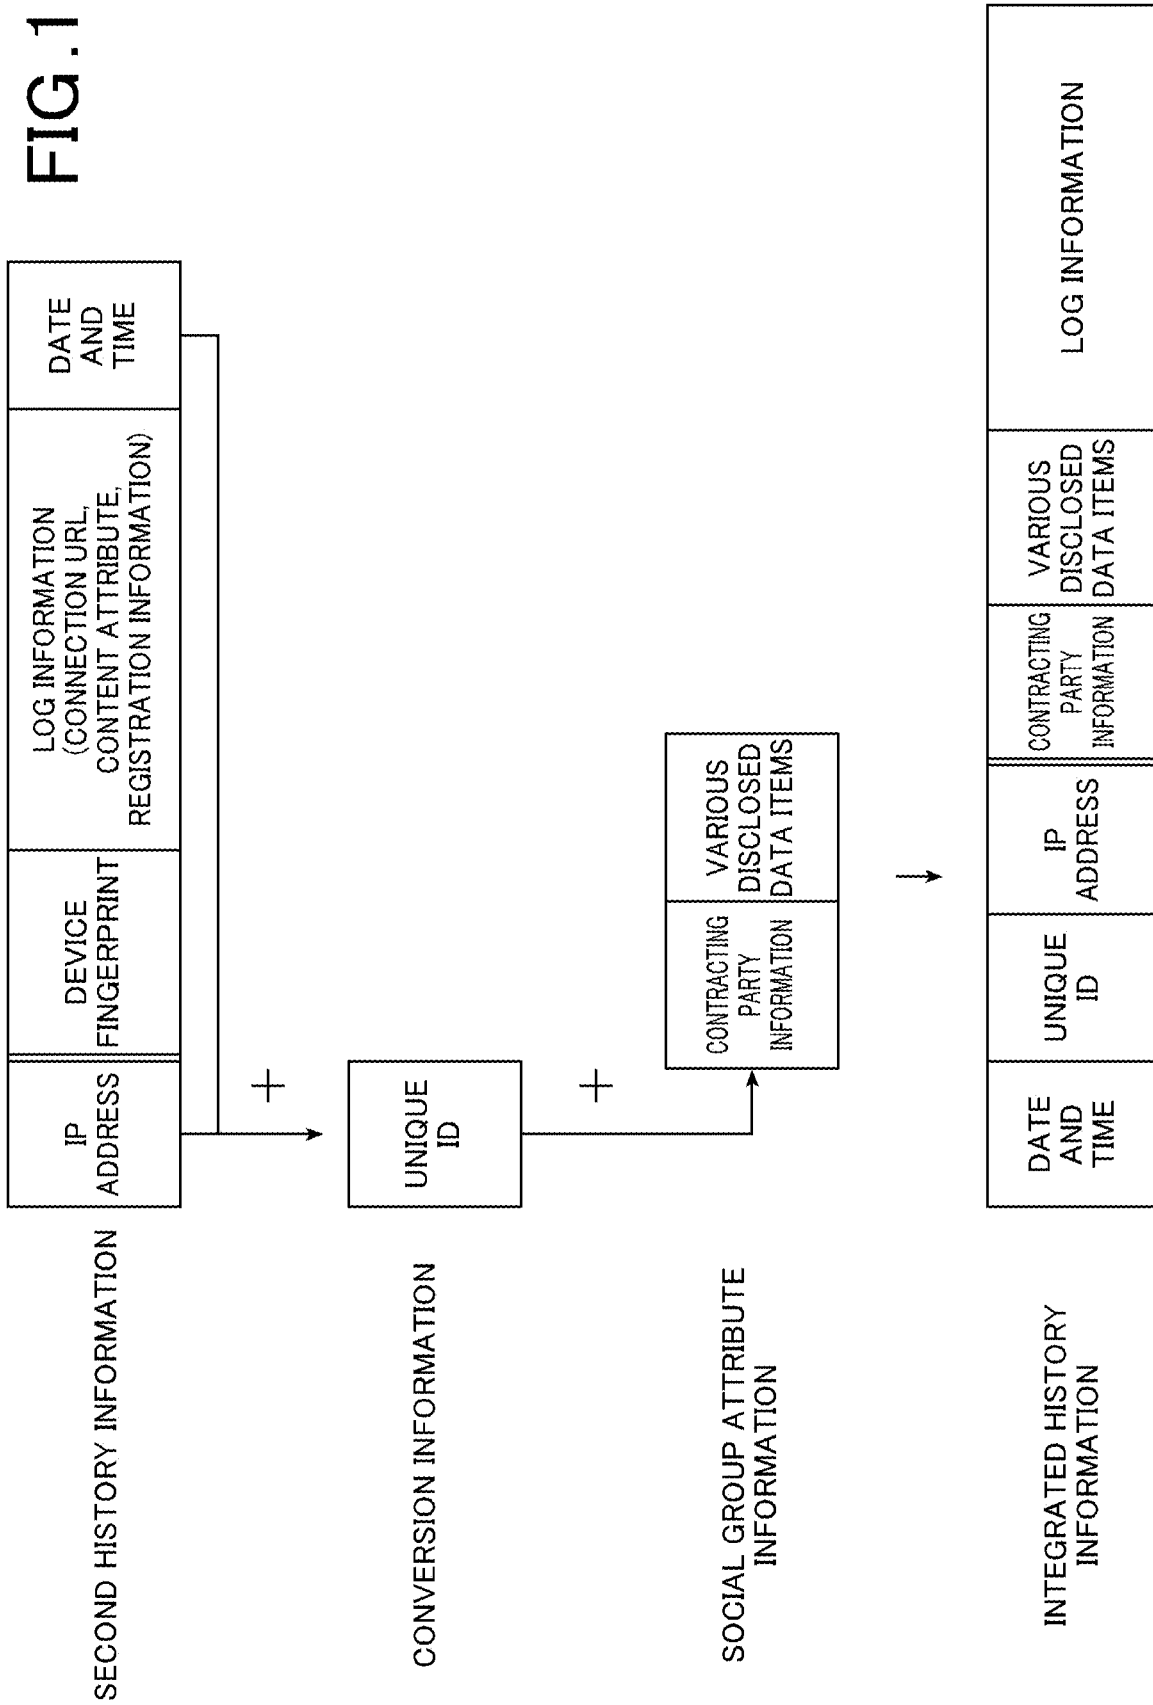 FIG.1
SECOND HISTORY INFORMATION
IP
ADDRESS
DEVICE
FINGERPRINT
LOG INFORMATION
(CONNECTION URL,
CONTENT ATTRIBUTE,
REGISTRATION INFORMATION)
DATE
AND
TIME
+
CONVERSION INFORMATION
UNIQUE
ID
+
SOCIAL GROUP ATTRIBUTE
INFORMATION
CONTRACTING
PARTY
INFORMATION
VARIOUS
DISCLOSED
DATA ITEMS
INTEGRATED HISTORY
INFORMATION
DATE
AND
TIME
UNIQUE
ID
IP
ADDRESS
CONTRACTING
PARTY
INFORMATION
VARIOUS
DISCLOSED
DATA ITEMS
LOG INFORMATION